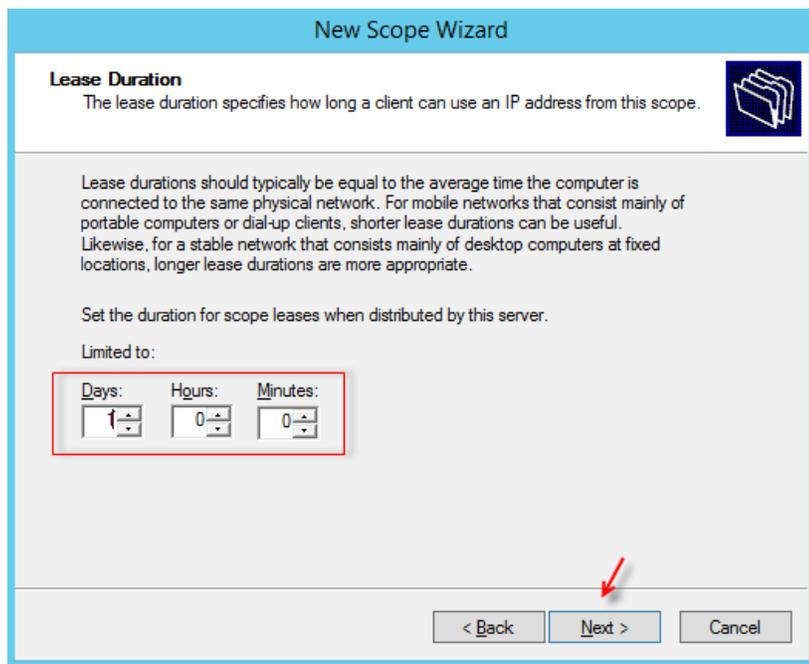 New Scope Wizard
Lease Duration
The lease duration specifies how long a client can use an IP address from this scope.
Lease durations should typically be equal to the average time the computer is
connected to the same physical network. For mobile networks that consist mainly of
portable computers or dial-up clients, shorter lease durations can be useful.
Likewise, for a stable network that consists mainly of desktop computers at fixed
locations, longer lease durations are more appropriate.
Set the duration for scope leases when distributed by this server.
Limited to:
Days: Hours: Minutes:
1 0 0
< Back Next > Cancel